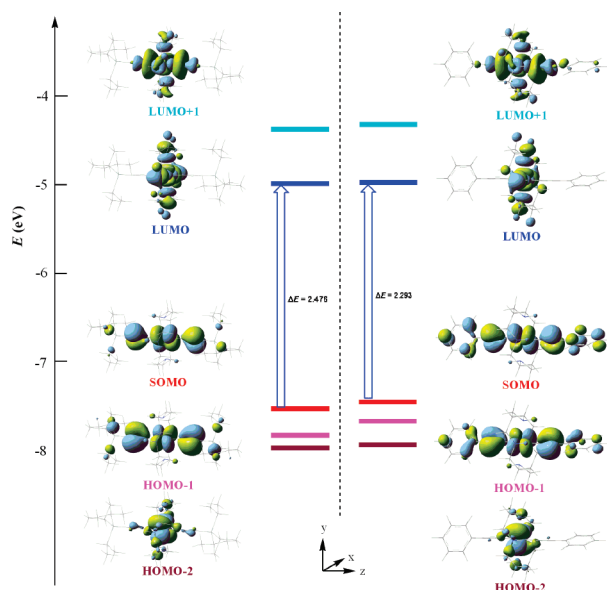 E (eV)
-4
-5
-6
-7
-8
LUMO+1
LUMO
SOMO
HOMO-1
HOMO-2
ΔE = 2.476
ΔE = 2.293
LUMO+1
LUMO
SOMO
HOMO-1
HOMO-2
y
x
z